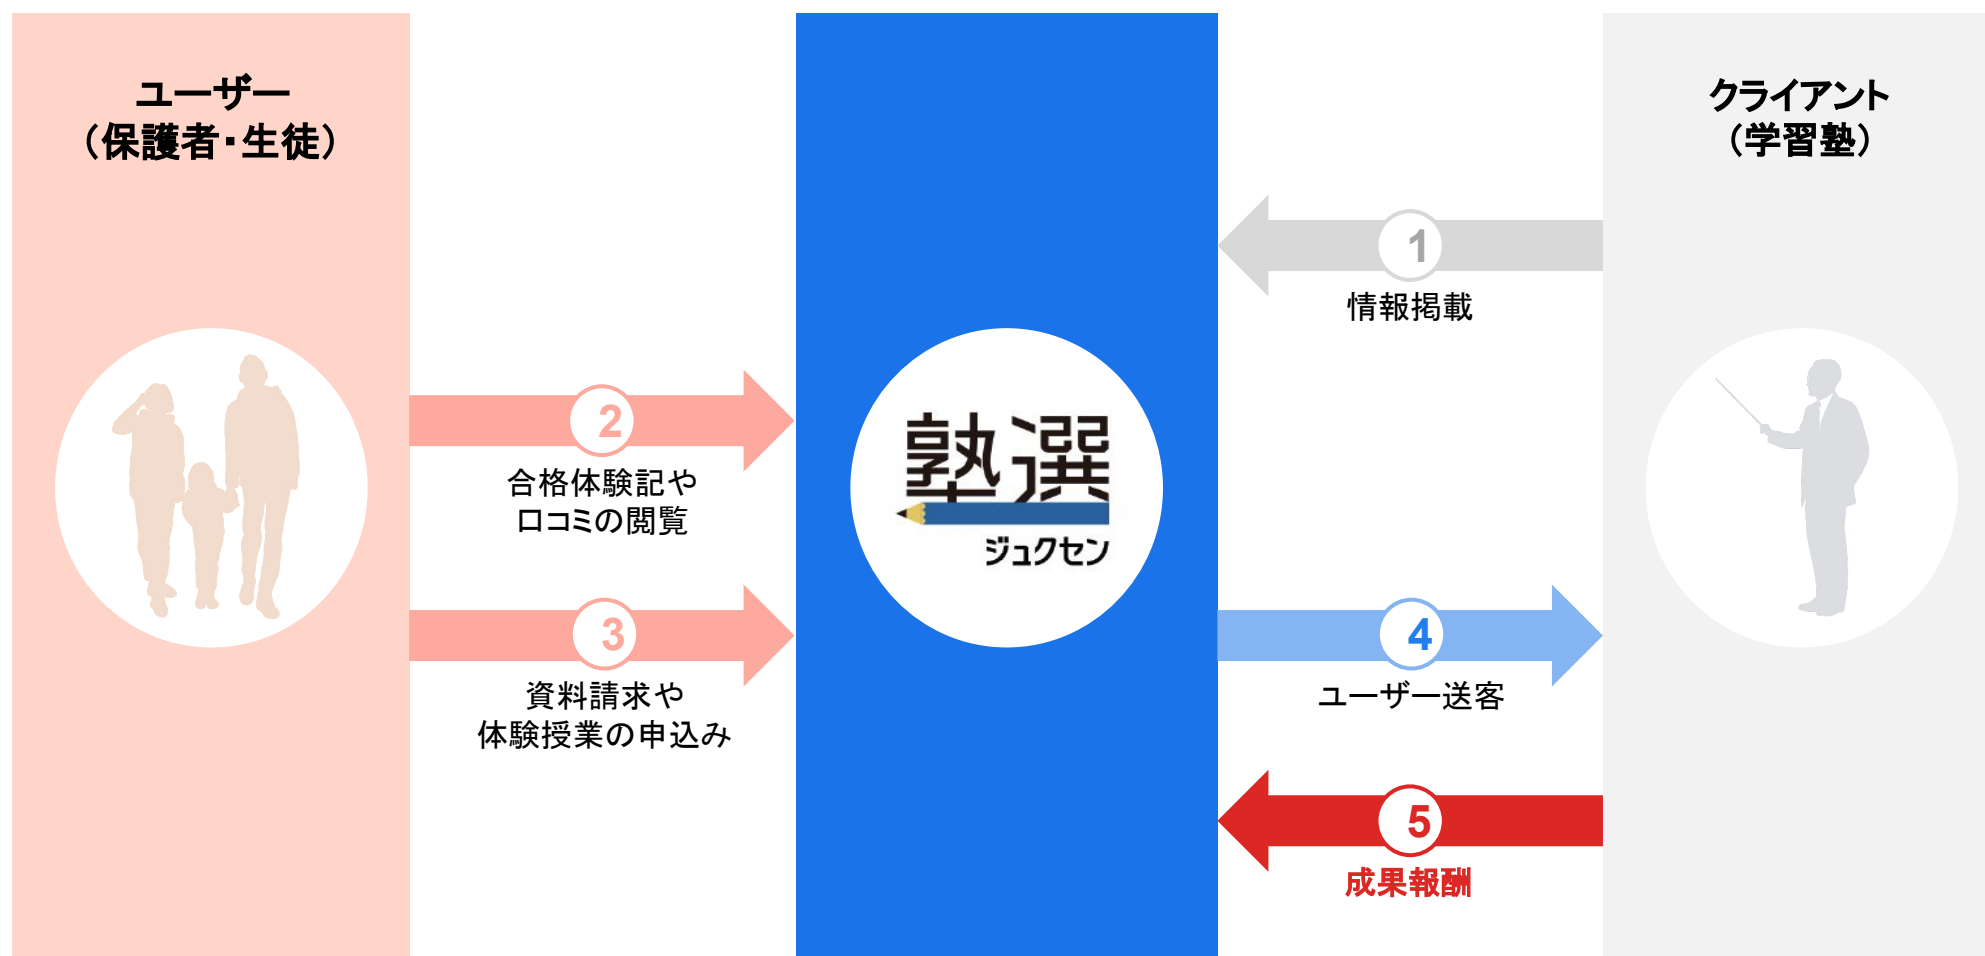 ユーザー
（保護者・生徒）
クライアント
（学習塾）
1
情報掲載
2
合格体験記や
口コミの閲覧
塾選
ジュクセン
3
資料請求や
体験授業の申込み
4
ユーザー送客
5
成果報酬